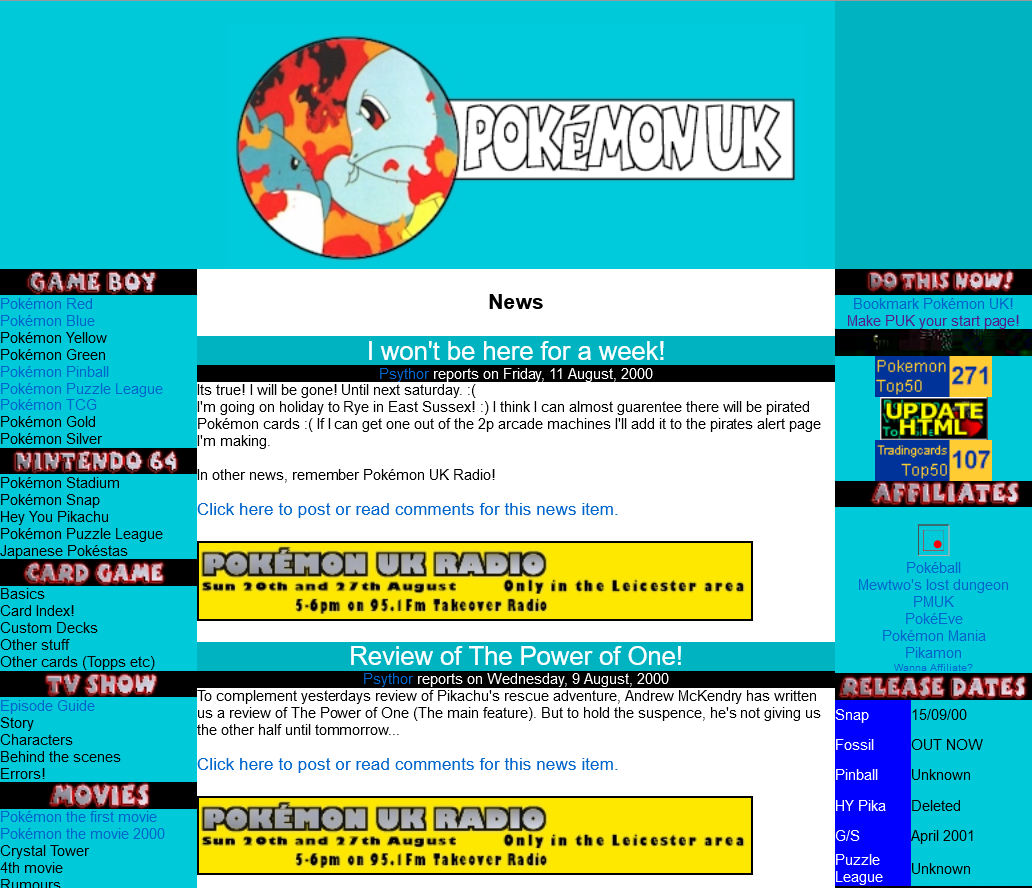 POKÉMON UK
GAME BOY
Pokémon Red
Pokémon Blue
Pokémon Yellow
Pokémon Green
Pokémon Pinball
Pokémon Puzzle League
Pokémon TCG
Pokémon Gold
Pokémon Silver
NINTENDO 64
Pokémon Stadium
Pokémon Snap
Hey You Pikachu
Pokémon Puzzle League
Japanese Pokéstas
CARD GAME
Basics
Card Index!
Custom Decks
Other stuff
Other cards (Topps etc)
TV SHOW
Episode Guide
Story
Characters
Behind the scenes
Errors!
MOVIES
Pokémon the first movie
Pokémon the movie 2000
Crystal Tower
4th movie
Rumours
News
I won't be here for a week!
Psythor reports on Friday, 11 August, 2000
Its true! I will be gone! Until next saturday. :(
I'm going on holiday to Rye in East Sussex! :) I think I can almost guarentee there will be pirated
Pokémon cards :( If I can get one out of the 2p arcade machines I'll add it to the pirates alert page
I'm making.
In other news, remember Pokémon UK Radio!
Click here to post or read comments for this news item.
POKÉMON UK RADIO
Sun 20th and 27th August Only in the Leicester area
5-6pm on 95.1Fm Takeover Radio
Review of The Power of One!
Psythor reports on Wednesday, 9 August, 2000
To complement yesterdays review of Pikachu's rescue adventure, Andrew McKendry has written
us a review of The Power of One (The main feature). But to hold the suspence, he's not giving us
the other half until tommorrow...
Click here to post or read comments for this news item.
POKÉMON UK RADIO
Sun 20th and 27th August Only in the Leicester area
5-6pm on 95.1Fm Takeover Radio
DO THIS NOW!
Bookmark Pokémon UK!
Make PUK your start page!
Pokemon
Top50 271
UPDATE
HTML
Tradingcards
Top50 107
AFFILIATES
Pokéball
Mewtwo's lost dungeon
PMUK
PokéEve
Pokémon Mania
Pikamon
Wanna Affiliate?
RELEASE DATES
Snap 15/09/00
Fossil OUT NOW
Pinball Unknown
HY Pika Deleted
G/S April 2001
Puzzle
League Unknown